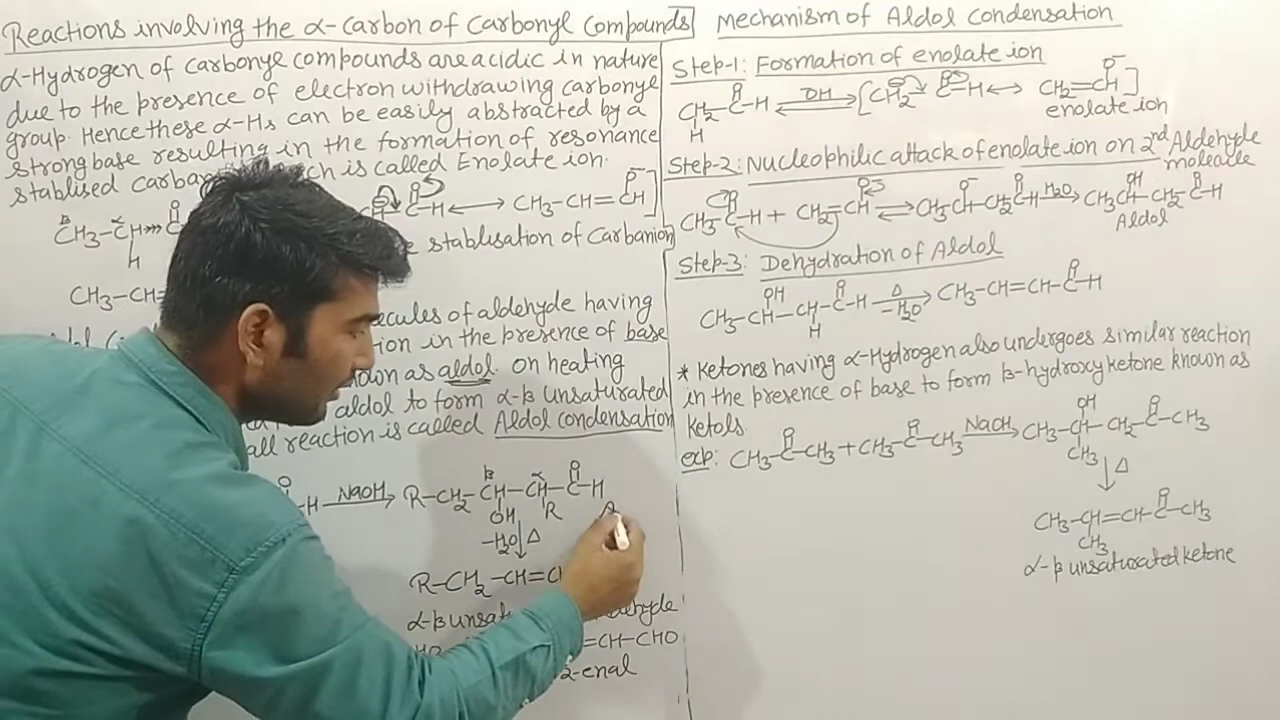 Reactions involving the α-carbon of Carbonyl Compounds
α-Hydrogen of carbonyl compounds are acidic in nature
due to the presence of electron withdrawing carbonyl
group. Hence these α-Hs can be easily abstracted by a
strong base resulting in the formation of resonance
stablised which is called Enolate ion.
β α O
CH3-CH C
H
C-H ⟷ CH3-CH=CH]
stablisation of Carbanion
CH3-CH=
of aldehyde having
in the presence of base
known as aldol. on heating
aldol to form α-β unsaturated
all reaction is called Aldol condensation
β α O
-H NaOH→ R-CH2-CH-CH-C-H
OH R
-H2O ↓ Δ
R-CH2-CH=
α-β
=CH-CHO
2-enal
Mechanism of Aldol condensation
Step-1: Formation of enolate ion
CH2-C-H ⇌ OH [CH2 C-H ⟷ CH2=CH]
H
enolate ion
Step-2: Nucleophilic attack of enolate ion on 2nd Aldehyde
molecule
CH3-C-H + CH2=CH ⇌ CH3-CH-CH2-C-H H2O→ CH3-CH-CH2-C-H
Aldol
Step-3: Dehydration of Aldol
OH O
CH3-CH-CH-C-H Δ -H2O→ CH3-CH=CH-C-H
H
* Ketones having α-Hydrogen also undergoes similar reaction
in the presence of base to form β-hydroxy ketone known as
ketols
OH O
exp: CH3-C-CH3+CH3-C-CH3 NaOH→ CH3-CH-CH2-C-CH3
CH3
↓ Δ
CH3-CH=CH-C-CH3
CH3
α-β unsaturated ketone